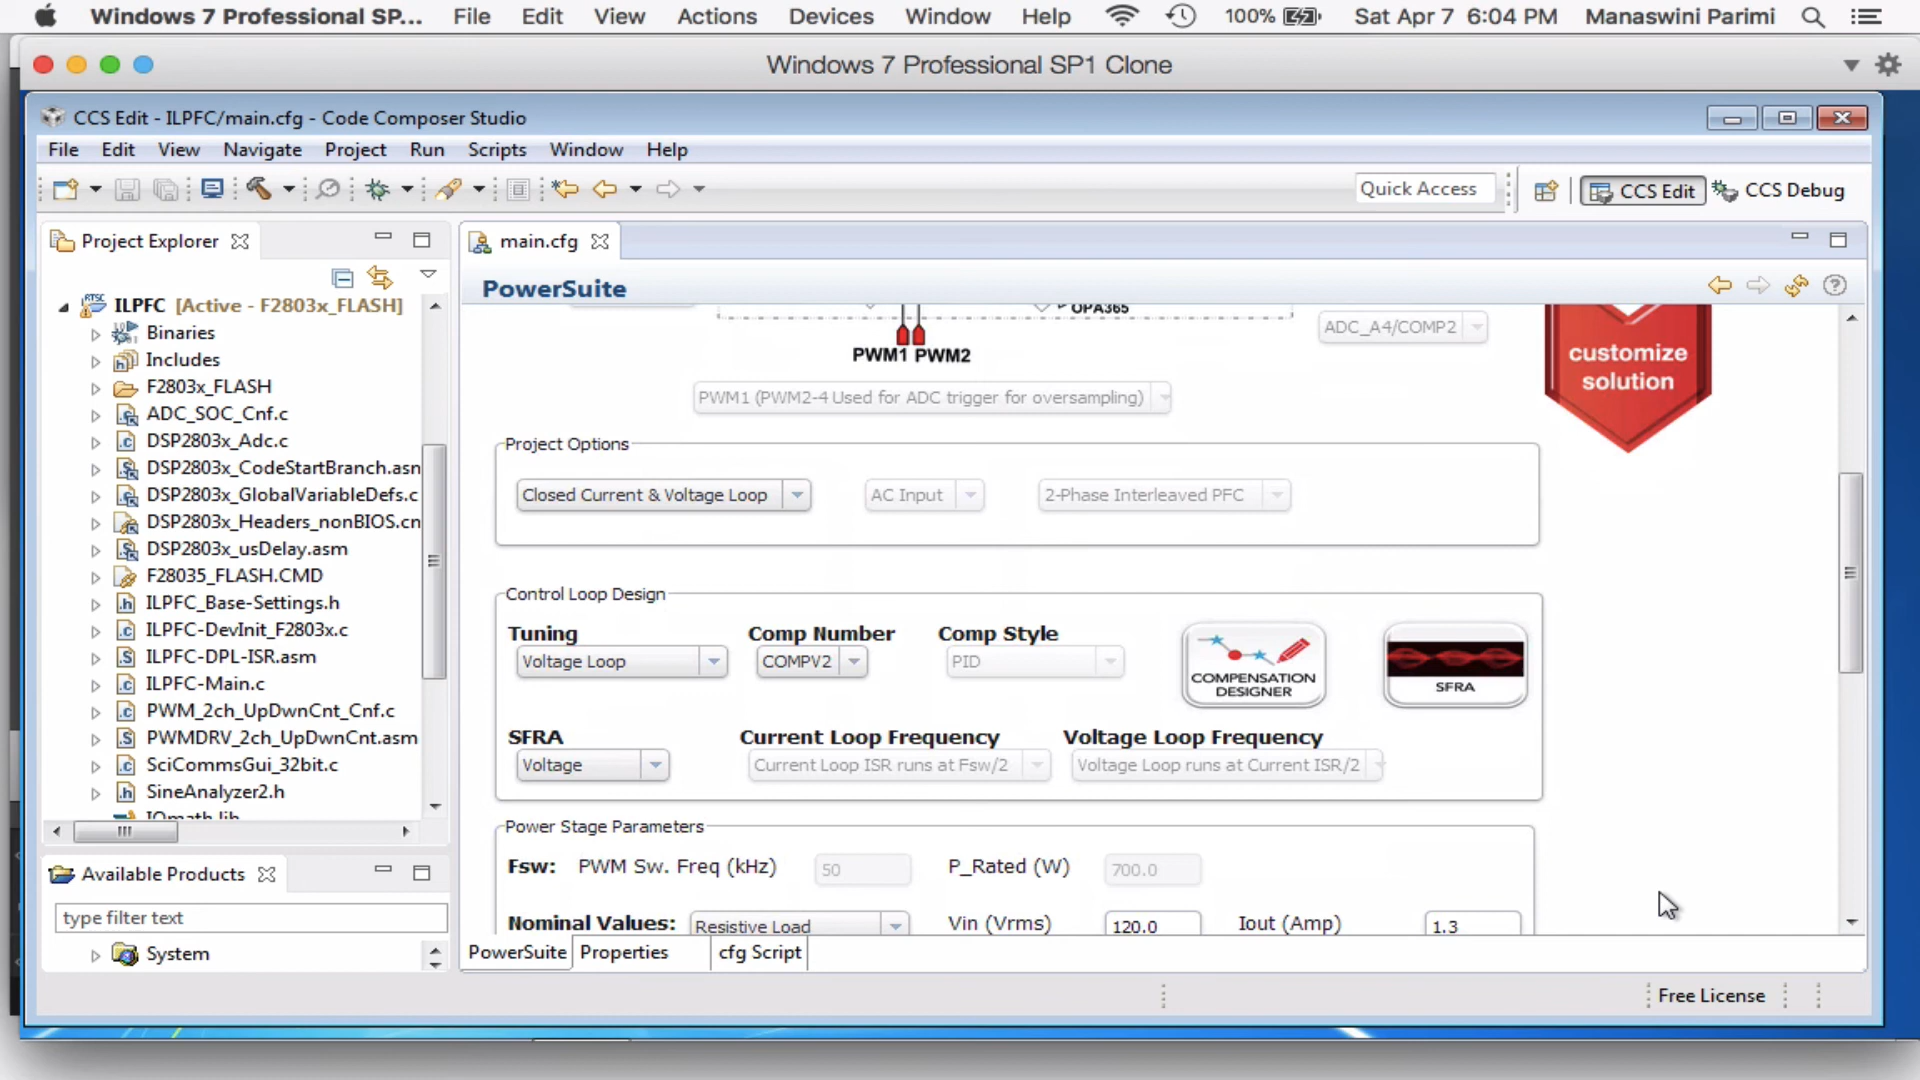 Windows 7 Professional SP... File Edit View Actions Devices Window Help 100% Sat Apr 7 6:04 PM Manaswini Parimi
Windows 7 Professional SP1 Clone
CCS Edit - ILPFC/main.cfg - Code Composer Studio
File Edit View Navigate Project Run Scripts Window Help
Quick Access CCS Edit CCS Debug
Project Explorer
ILPFC [Active - F2803x_FLASH]
Binaries
Includes
F2803x_FLASH
ADC_SOC_Cnf.c
DSP2803x_Adc.c
DSP2803x_CodeStartBranch.asn
DSP2803x_GlobalVariableDefs.c
DSP2803x_Headers_nonBIOS.cn
DSP2803x_usDelay.asm
F28035_FLASH.CMD
ILPFC_Base-Settings.h
ILPFC-DevInit_F2803x.c
ILPFC-DPL-ISR.asm
ILPFC-Main.c
PWM_2ch_UpDwnCnt_Cnf.c
PWMDRV_2ch_UpDwnCnt.asm
SciCommsGui_32bit.c
SineAnalyzer2.h
IQmath.lib
Available Products
type filter text
System
main.cfg
PowerSuite
OPA365
ADC_A4/COMP2
PWM1 PWM2
customize
solution
PWM1 (PWM2-4 Used for ADC trigger for oversampling)
Project Options
Closed Current & Voltage Loop AC Input 2-Phase Interleaved PFC
Control Loop Design
Tuning Comp Number Comp Style
Voltage Loop COMPV2 PID
COMPENSATION
DESIGNER
SFRA
SFRA Current Loop Frequency Voltage Loop Frequency
Voltage Current Loop ISR runs at Fsw/2 Voltage Loop runs at Current ISR/2
Power Stage Parameters
Fsw: PWM Sw. Freq (kHz) 50 P_Rated (W) 700.0
Nominal Values: Resistive Load Vin (Vrms) 120.0 Iout (Amp) 1.3
PowerSuite Properties cfg Script
Free License